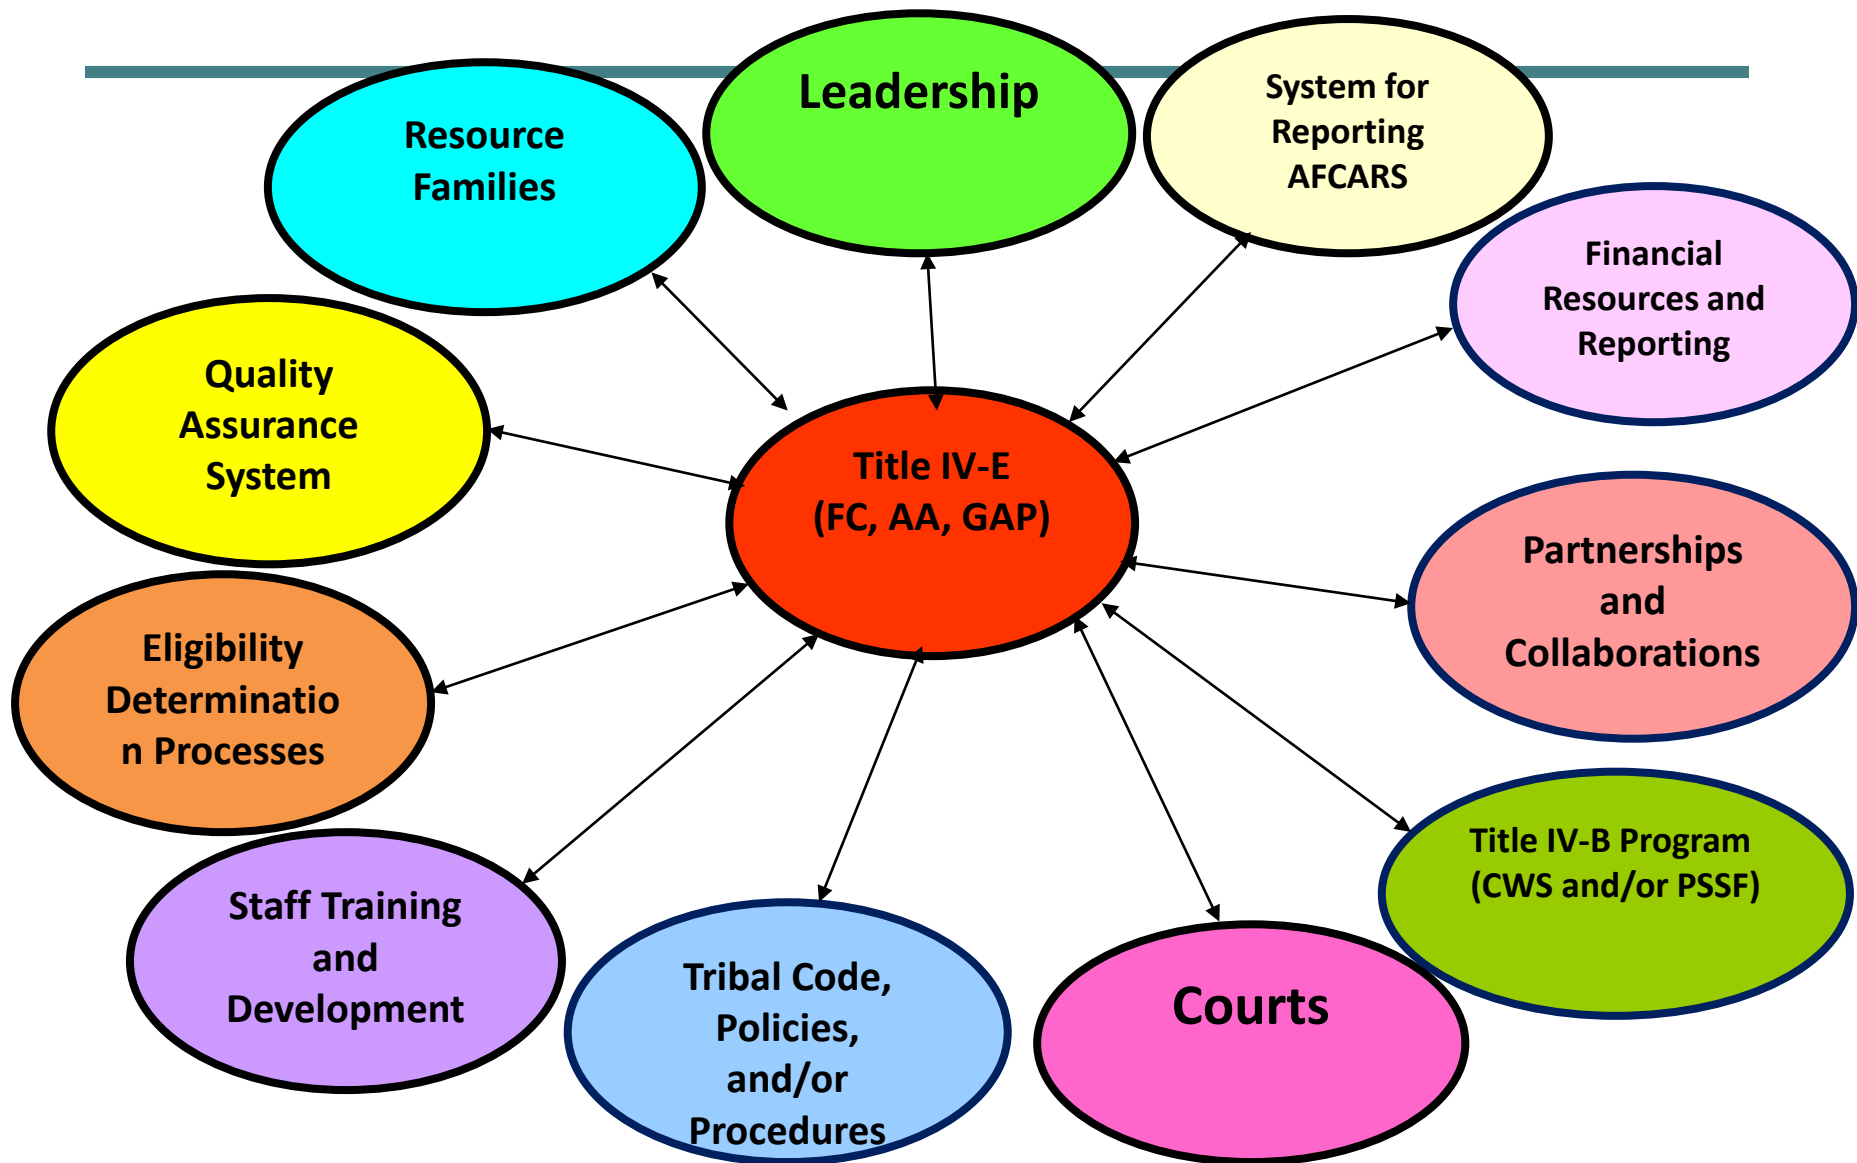 Leadership
System for
Reporting
AFCARS
Resource
Families
Financial
Resources and
Reporting
Quality
Assurance
System
Title IV-E
(FC, AA, GAP)
Partnerships
and
Collaborations
Eligibility
Determinatio
n Processes
Title IV-B Program
(CWS and/or PSSF)
Staff Training
and
Development
Tribal Code,
Policies,
and/or
Procedures
Courts